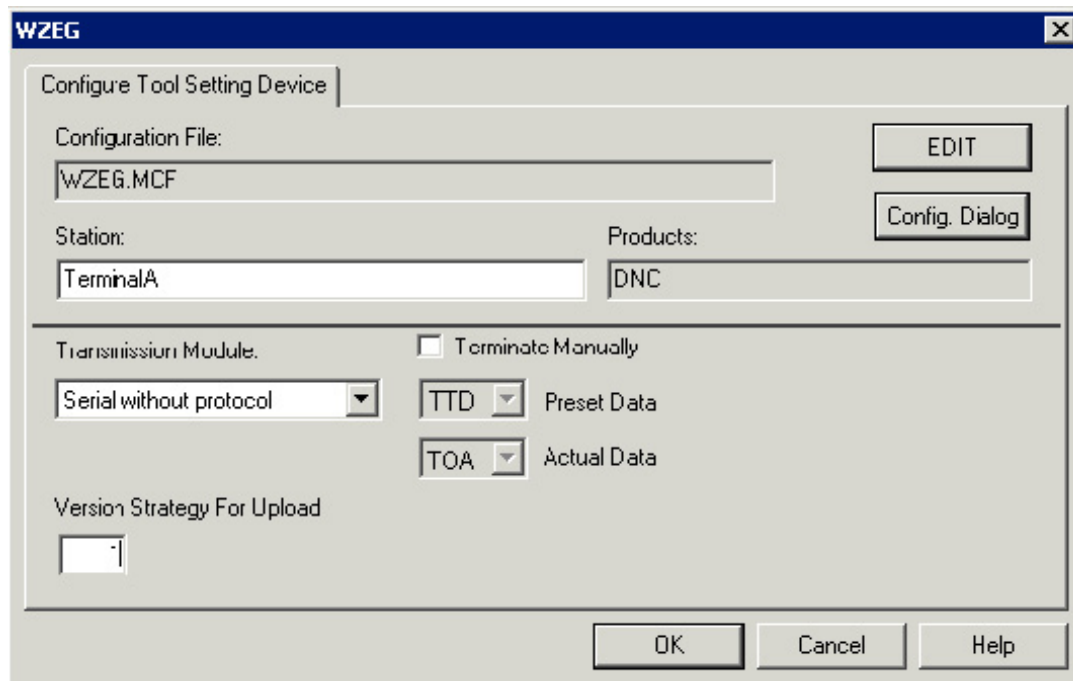 WZEG
Configure Tool Setting Device
Configuration File:
EDIT
WZEG.MCF
Config. Dialog
Station:
Products:
TerminalA
DNC
Transmission Module:
Terminate Manually
Serial without protocol
TTD
Preset Data
TOA
Actual Data
Version Strategy For Upload
OK
Cancel
Help